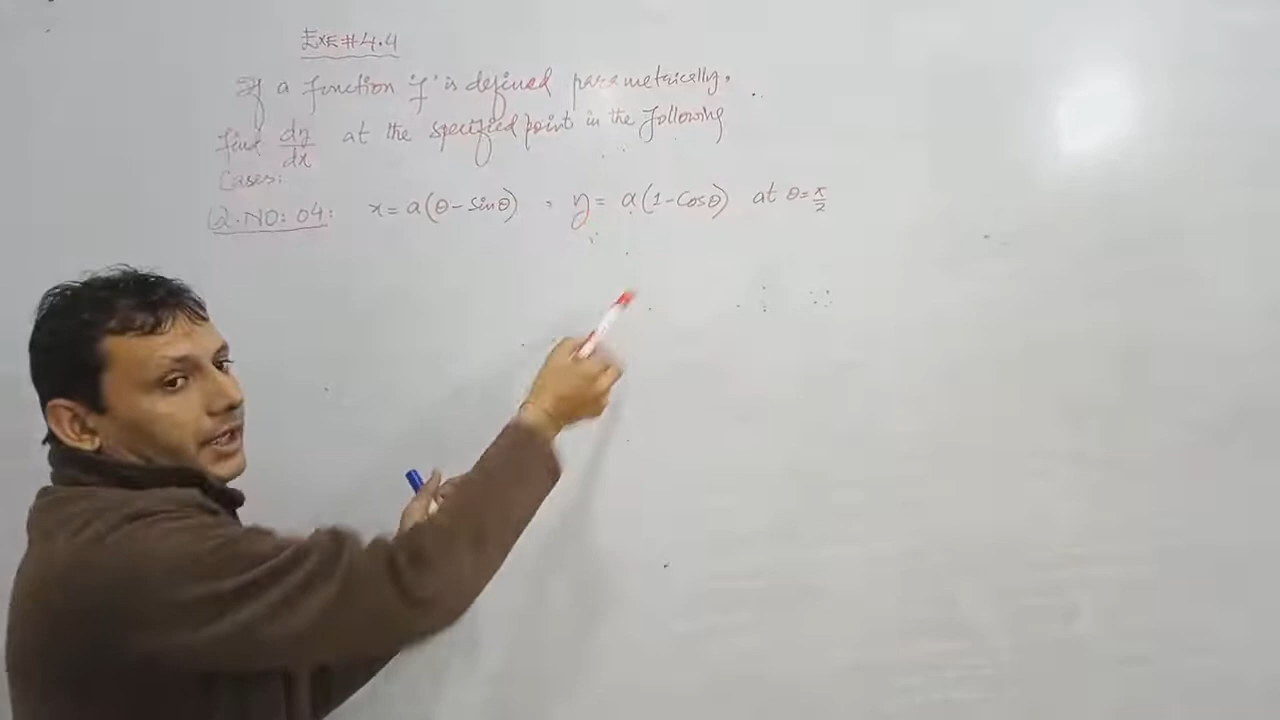 EXE#4.4
If a function 'f' is defined parametrically.
find dy/dx at the specified point in the following
Cases:
Q.NO: 04: x = a(θ - Sinθ) , y = a(1 - Cosθ) at θ = π/2